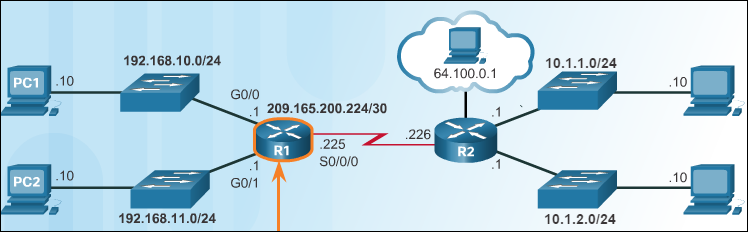 PC1
.10
192.168.10.0/24
G0/0
.1
209.165.200.224/30
R1
.225
S0/0/0
.1
G0/1
PC2
.10
192.168.11.0/24
64.100.0.1
.226
R2
.1
10.1.1.0/24
.10
.1
10.1.2.0/24
.10